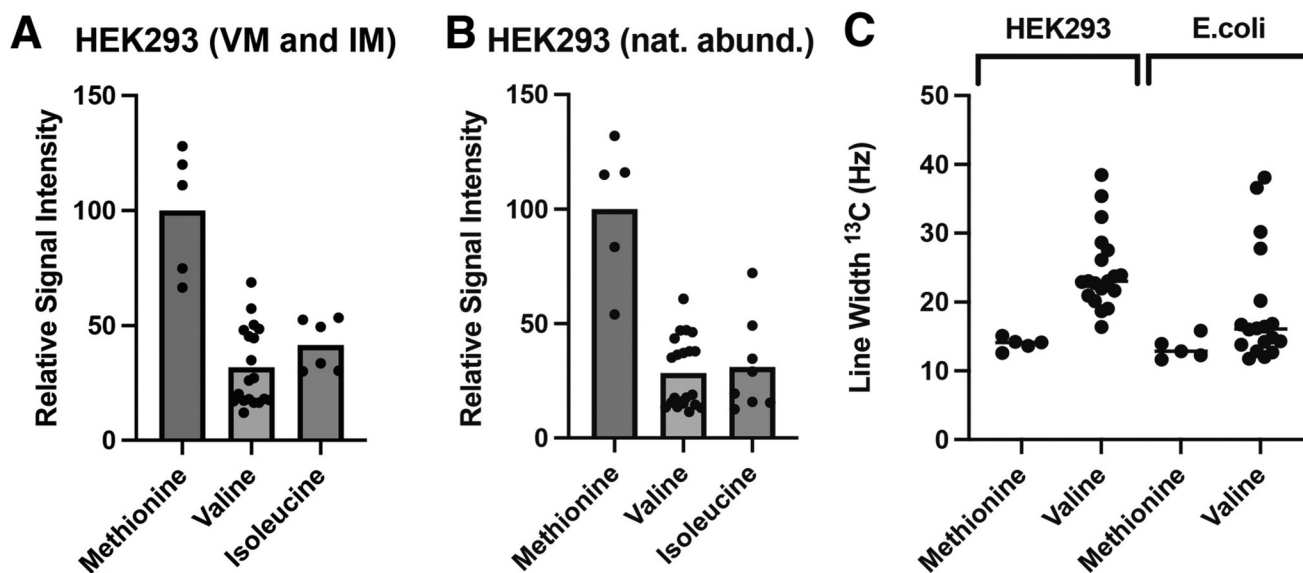 A HEK293 (VM and IM)
Relative Signal Intensity
150
100
50
0
Methionine
Valine
Isoleucine
B HEK293 (nat. abund.)
Relative Signal Intensity
150
100
50
0
Methionine
Valine
Isoleucine
C
HEK293 E.coli
Line Width ¹³C (Hz)
50
40
30
20
10
0
Methionine
Valine
Methionine
Valine